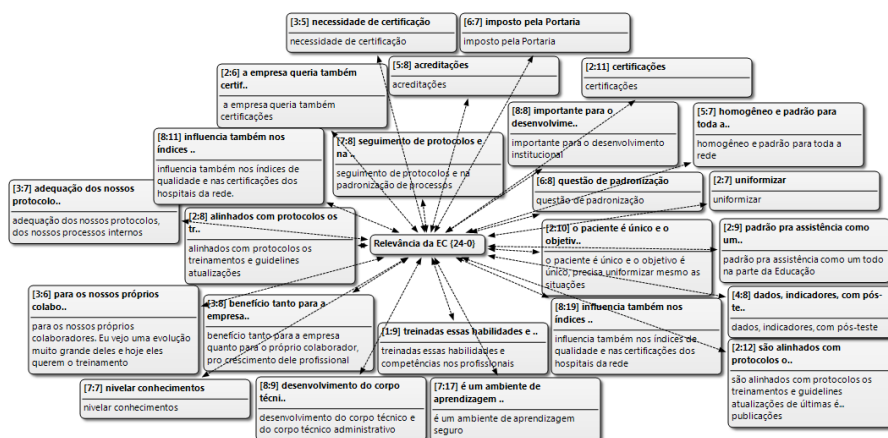 [3:5] necessidade de certificação
necessidade de certificação
[6:7] imposto pela Portaria
imposto pela Portaria
[2:6] a empresa queria também
certif..
a empresa queria também
certificações
[5:8] acreditações
acreditações
[2:11] certificações
certificações
[8:11] influencia também nos
índices ..
influencia também nos índices de
qualidade e nas certificações dos
hospitais da rede.
[7:8] seguimento de protocolos e
na ..
seguimento de protocolos e na
padronização de processos
[8:8] importante para o
desenvolvime..
importante para o desenvolvimento
institucional
[5:7] homogêneo e padrão para
toda a..
homogêneo e padrão para toda a
rede
[3:7] adequação dos nossos
protocolo..
adequação dos nossos protocolos,
dos nossos processos internos
[2:8] alinhados com protocolos os
tr..
alinhados com protocolos os
treinamentos e guidelines
atualizações
Relevância da EC (24-0)
[6:8] questão de padronização
questão de padronização
[2:7] uniformizar
uniformizar
[2:10] o paciente é único e o
objetiv..
o paciente é único e o objetivo é
único, precisa uniformizar mesmo as
situações
[2:9] padrão pra assistência como
um..
padrão pra assistência como um todo
na parte da Educação
[3:6] para os nossos próprios
colabo..
para os nossos próprios
colaboradores. Eu vejo uma evolução
muito grande deles e hoje eles
querem o treinamento
[3:8] benefício tanto para a
empresa..
benefício tanto para a empresa
quanto para o próprio colaborador,
pro crescimento dele profissional
[1:9] treinadas essas habilidades e ..
treinadas essas habilidades e
competências nos profissionais
[8:19] influencia também nos
índices ..
influencia também nos índices de
qualidade e nas certificações dos
hospitais da rede
[4:8] dados, indicadores, com pós-
te..
dados, indicadores, com pós-teste
[2:12] são alinhados com
protocolos o..
são alinhados com protocolos os
treinamentos e guidelines
atualizações de últimas é..
publicações
[7:7] nivelar conhecimentos
nivelar conhecimentos
[8:9] desenvolvimento do corpo
técni..
desenvolvimento do corpo técnico e
do corpo técnico administrativo
[7:17] é um ambiente de
aprendizagem ..
é um ambiente de aprendizagem
seguro